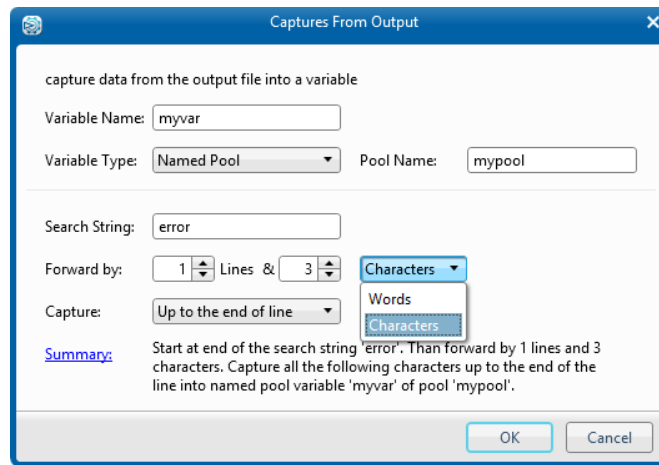 Captures From Output
capture data from the output file into a variable
Variable Name: myvar
Variable Type: Named Pool Pool Name: mypool
Search String: error
Forward by: 1 Lines & 3 Characters
Words
Capture: Up to the end of line Characters
Summary: Start at end of the search string 'error'. Than forward by 1 lines and 3
characters. Capture all the following characters up to the end of the
line into named pool variable 'myvar' of pool 'mypool'.
OK Cancel